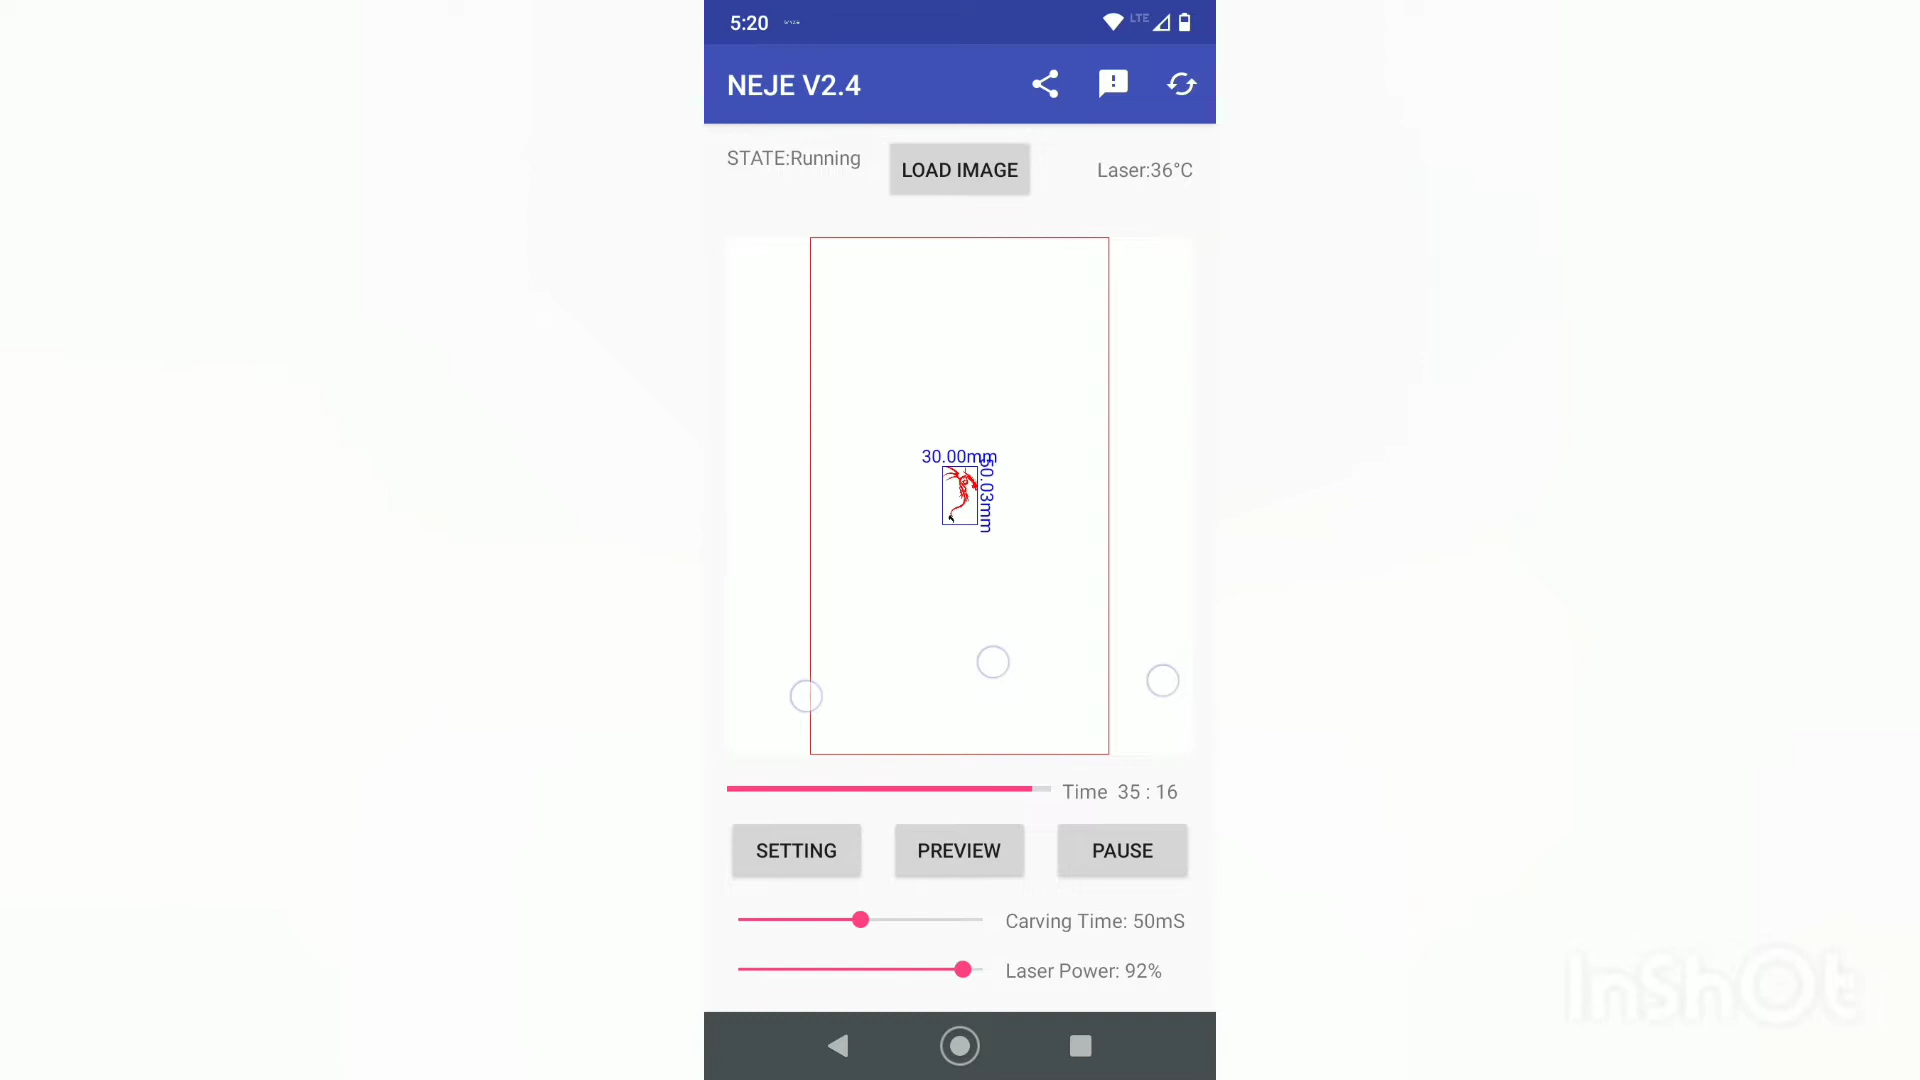 5:20
LTE
NEJE V2.4
STATE:Running
LOAD IMAGE
Laser:36°C
30.00mm
50.03mm
Time 35 : 16
SETTING
PREVIEW
PAUSE
Carving Time: 50mS
Laser Power: 92%
InShOt